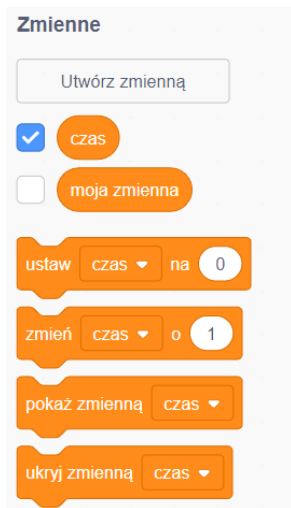 Zmienne
Utwórz zmienną
czas
moja zmienna
ustaw czas na 0
zmień czas o 1
pokaż zmienną czas
ukryj zmienną czas